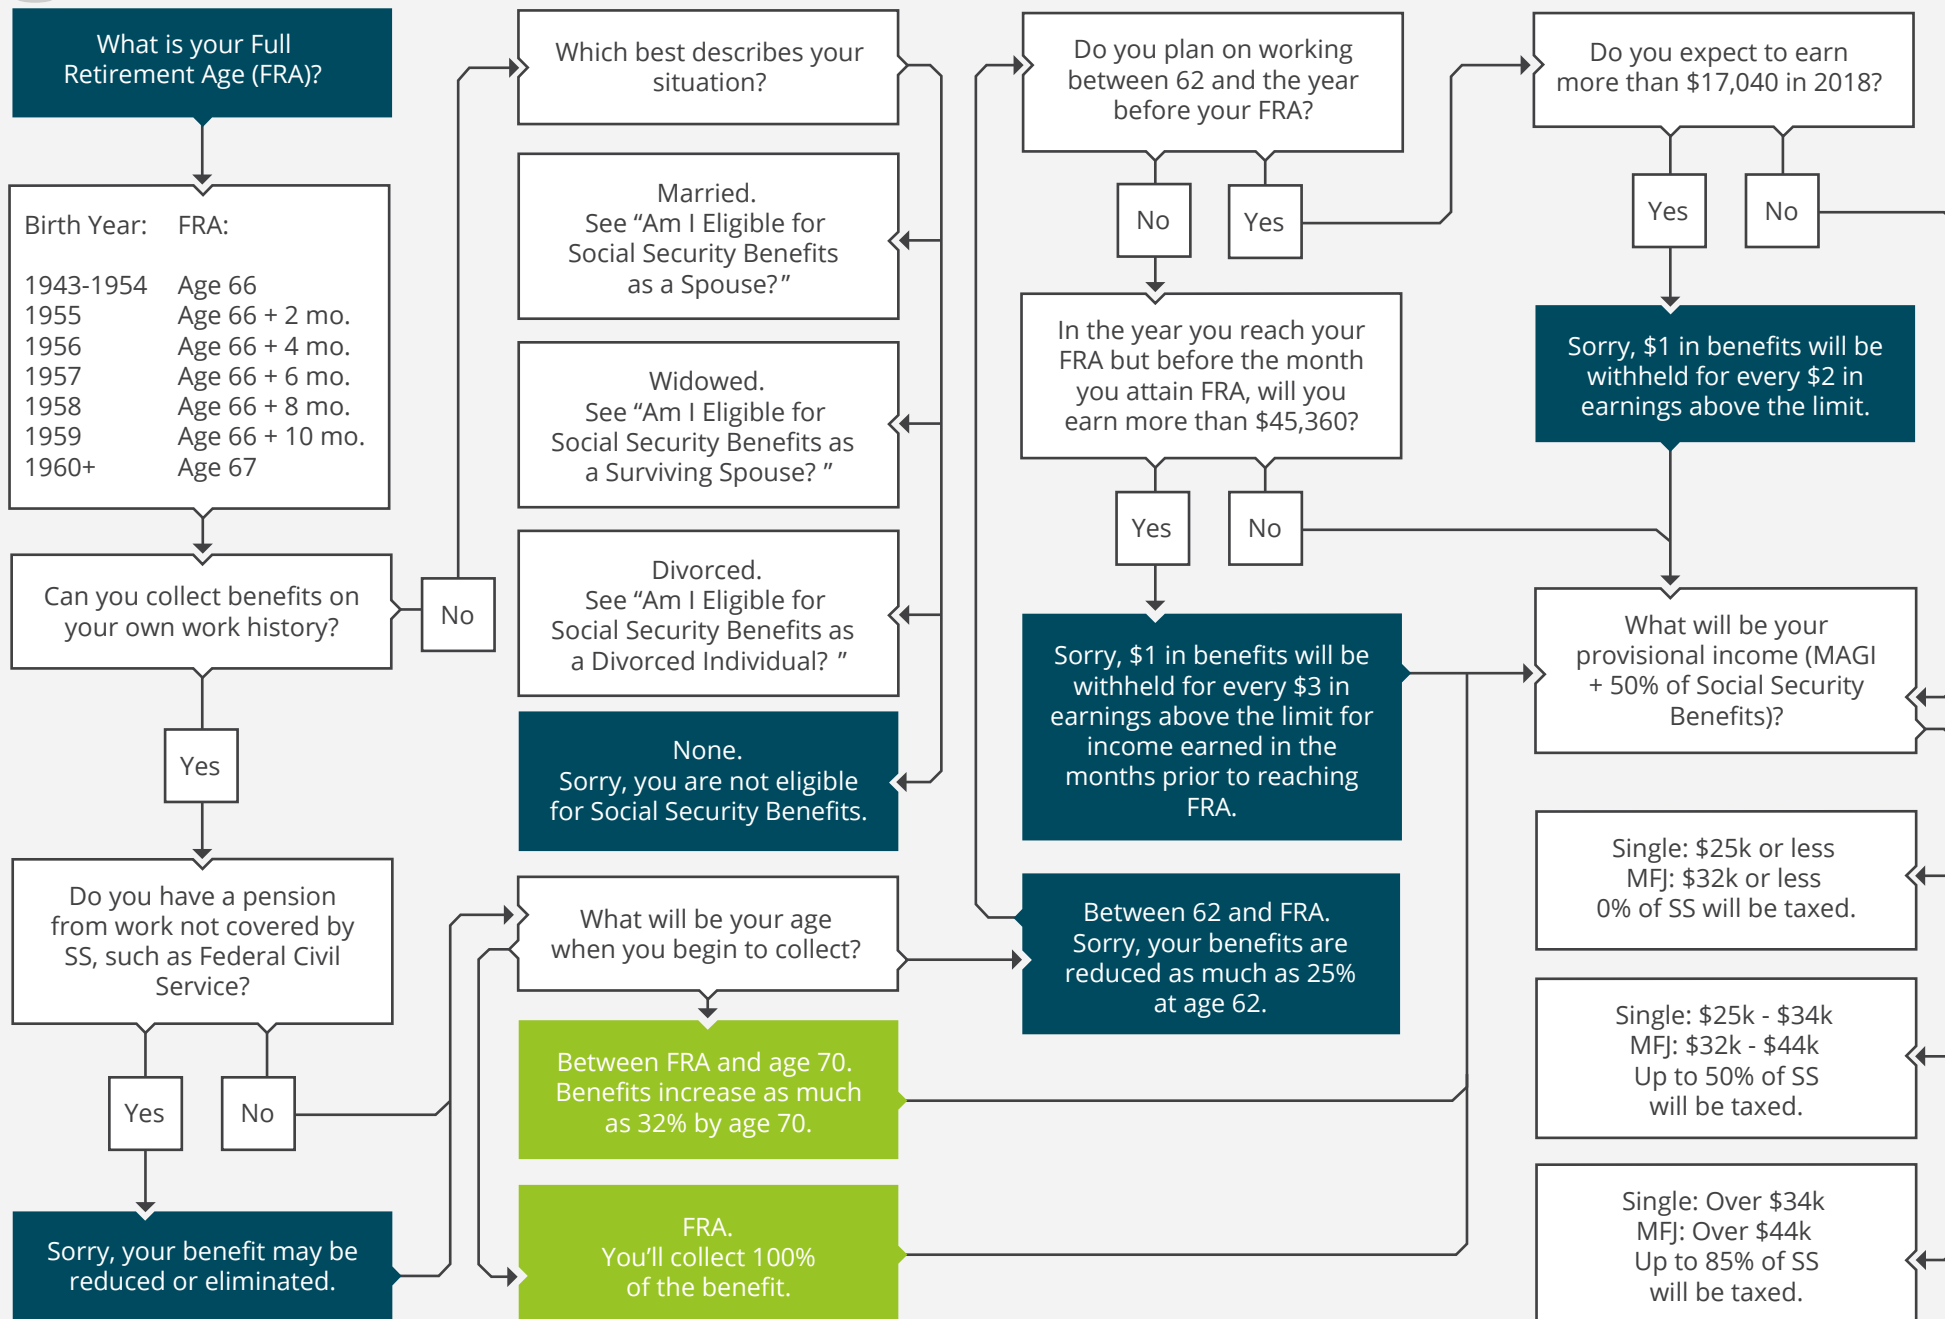 What is your Full
Retirement Age (FRA)?
Birth Year: FRA:
1943-1954 Age 66
1955 Age 66 + 2 mo.
1956 Age 66 + 4 mo.
1957 Age 66 + 6 mo.
1958 Age 66 + 8 mo.
1959 Age 66 + 10 mo.
1960+ Age 67
Can you collect benefits on
your own work history?
No
Yes
Do you have a pension
from work not covered by
SS, such as Federal Civil
Service?
Yes
No
Sorry, your benefit may be
reduced or eliminated.
Which best describes your
situation?
Married.
See “Am I Eligible for
Social Security Benefits
as a Spouse?”
Widowed.
See “Am I Eligible for
Social Security Benefits as
a Surviving Spouse? ”
Divorced.
See “Am I Eligible for
Social Security Benefits as
a Divorced Individual? ”
None.
Sorry, you are not eligible
for Social Security Benefits.
What will be your age
when you begin to collect?
Between FRA and age 70.
Benefits increase as much
as 32% by age 70.
FRA.
You’ll collect 100%
of the benefit.
Do you plan on working
between 62 and the year
before your FRA?
No
Yes
In the year you reach your
FRA but before the month
you attain FRA, will you
earn more than $45,360?
Yes
No
Sorry, $1 in benefits will be
withheld for every $3 in
earnings above the limit for
income earned in the
months prior to reaching
FRA.
Between 62 and FRA.
Sorry, your benefits are
reduced as much as 25%
at age 62.
Do you expect to earn
more than $17,040 in 2018?
Yes
No
Sorry, $1 in benefits will be
withheld for every $2 in
earnings above the limit.
What will be your
provisional income (MAGI
+ 50% of Social Security
Benefits)?
Single: $25k or less
MFJ: $32k or less
0% of SS will be taxed.
Single: $25k - $34k
MFJ: $32k - $44k
Up to 50% of SS
will be taxed.
Single: Over $34k
MFJ: Over $44k
Up to 85% of SS
will be taxed.